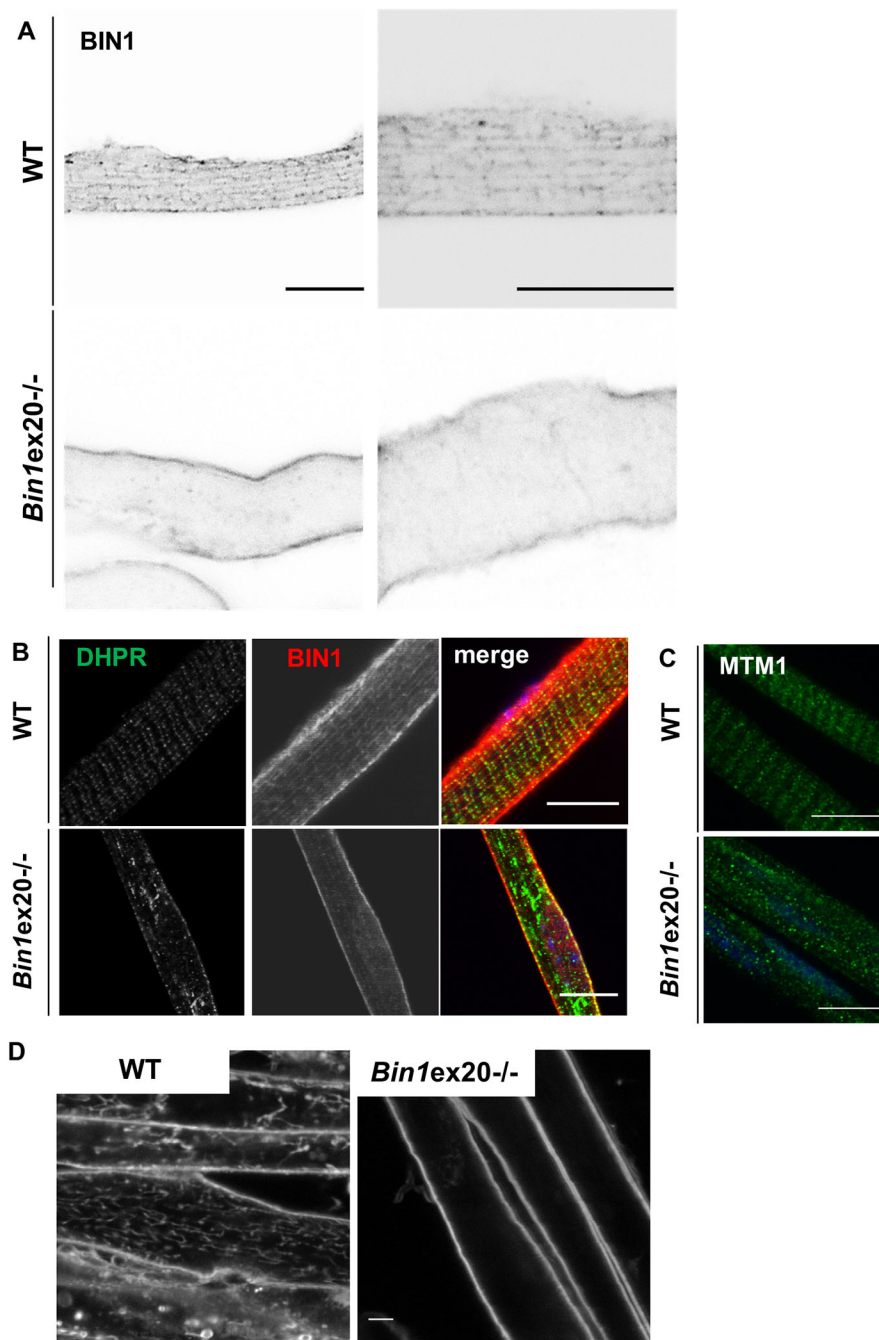 A
BIN1
WT
Bin1ex20-/-
B
DHPR
BIN1
merge
WT
Bin1ex20-/-
C
MTM1
WT
Bin1ex20-/-
D
WT
Bin1ex20-/-